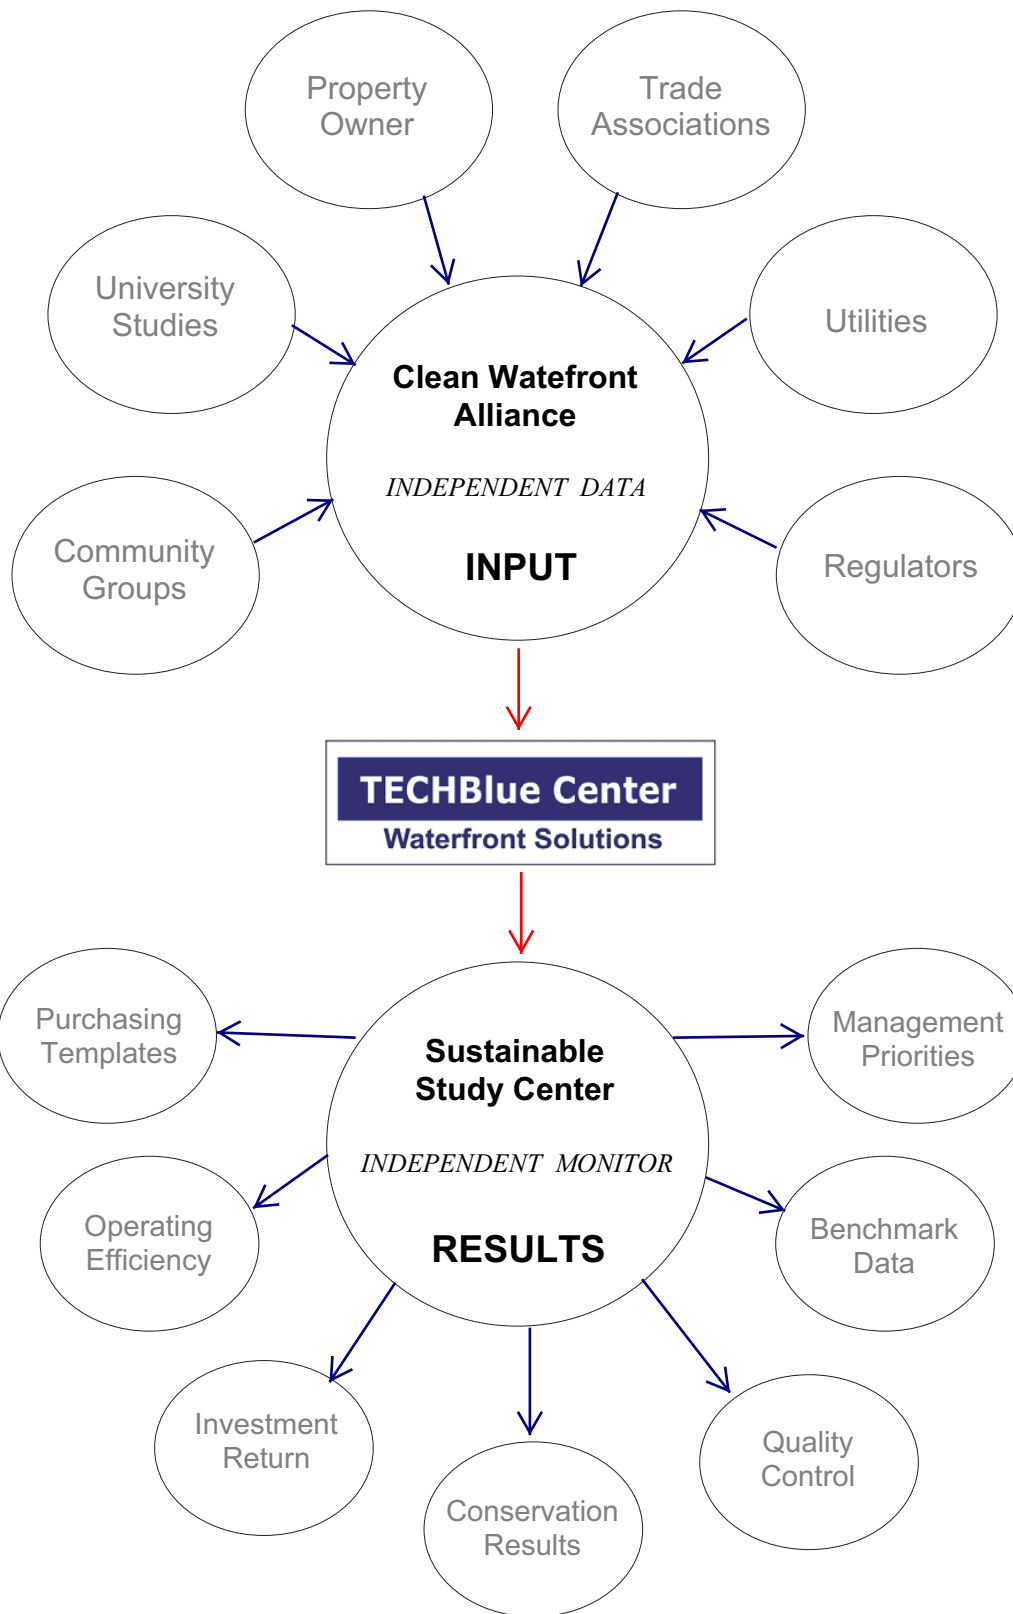 Property
Owner
Trade
Associations
University
Studies
Utilities
Clean Watefront
Alliance
INDEPENDENT DATA
INPUT
Community
Groups
Regulators
TECHBlue Center
Waterfront Solutions
Purchasing
Templates
Management
Priorities
Sustainable
Study Center
INDEPENDENT MONITOR
RESULTS
Operating
Efficiency
Benchmark
Data
Investment
Return
Quality
Control
Conservation
Results